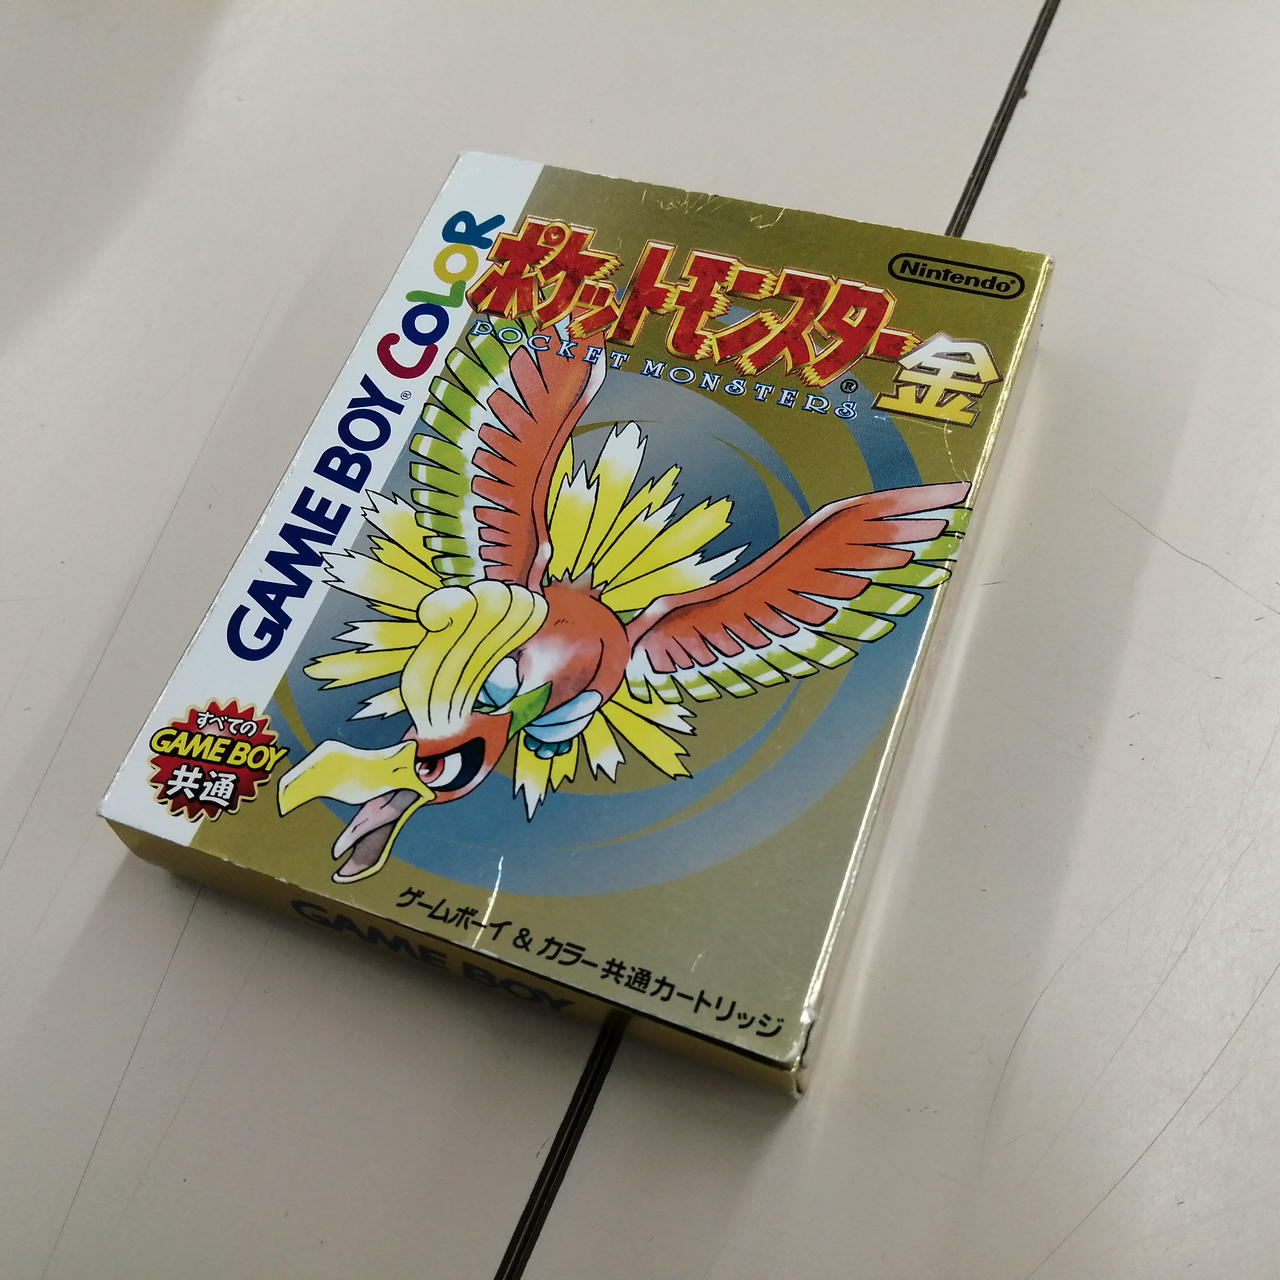 GAME BOY COLOR
Nintendo®
ポケットモンスター
POCKET MONSTERS®
金
すべての
GAME BOY
共通
ゲームボーイ & カラー共通カートリッジ
GAME BOY